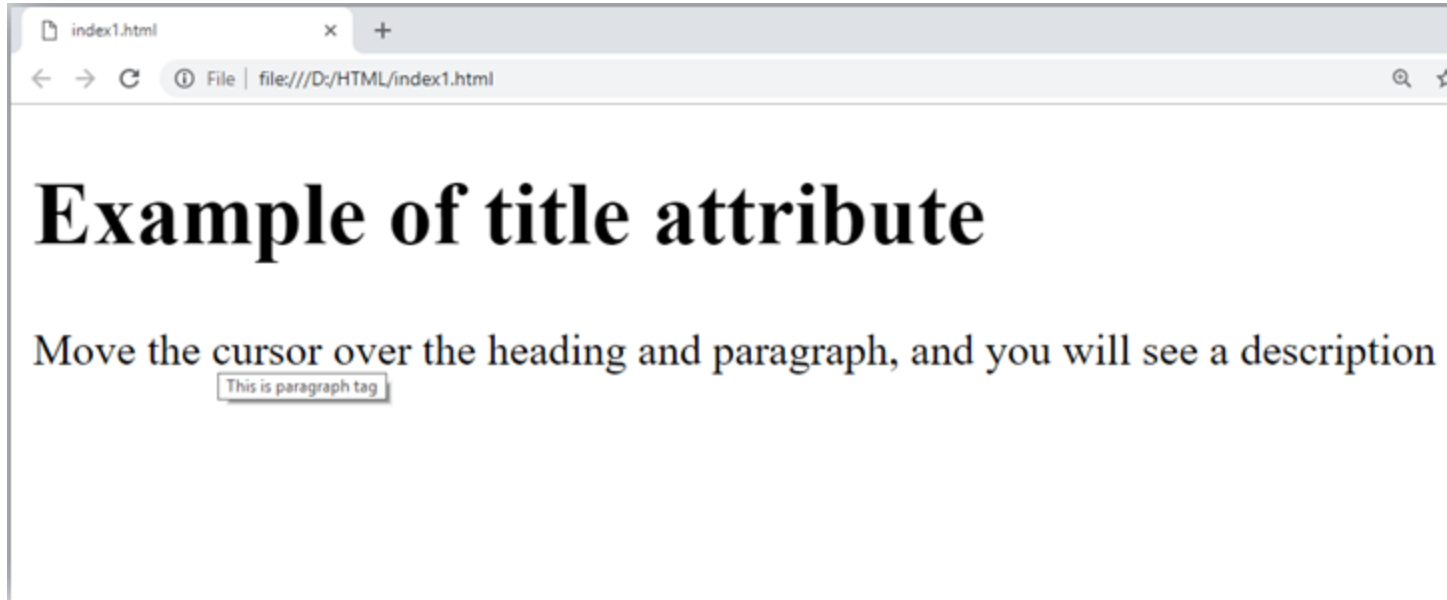 index1.html
File file:///D:/HTML/index1.html
Example of title attribute
Move the cursor over the heading and paragraph, and you will see a description
This is paragraph tag